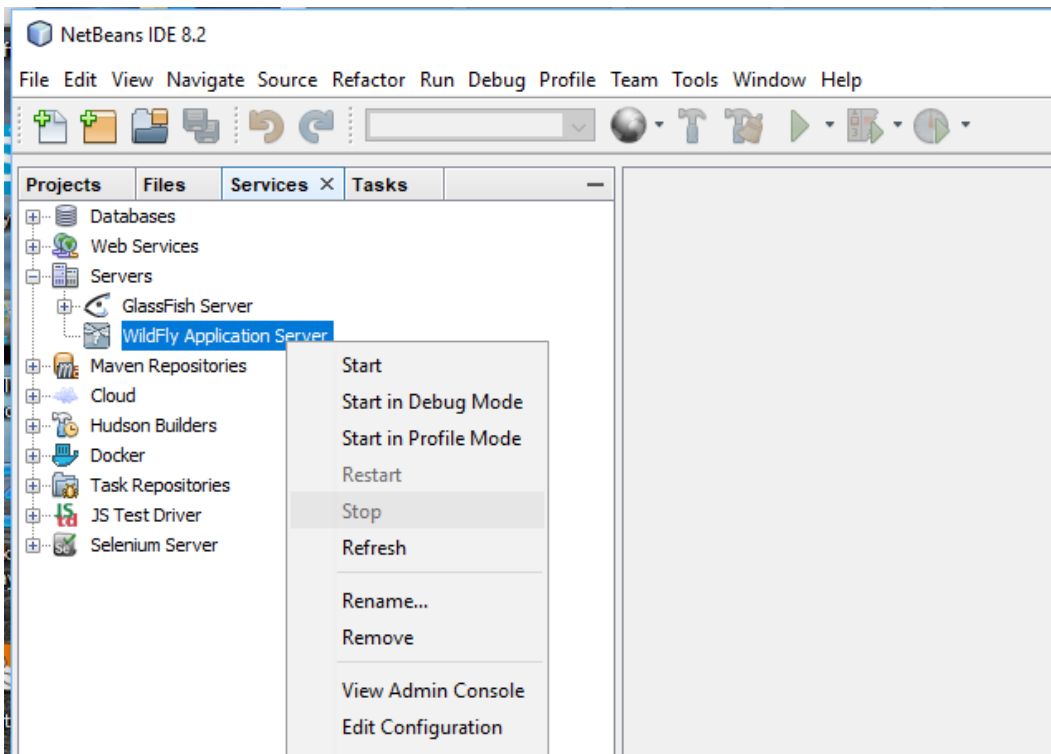 NetBeans IDE 8.2
File Edit View Navigate Source Refactor Run Debug Profile Team Tools Window Help
Projects Files Services Tasks
Databases
Web Services
Servers
GlassFish Server
WildFly Application Server
Maven Repositories
Cloud
Hudson Builders
Docker
Task Repositories
JS Test Driver
Selenium Server
Start
Start in Debug Mode
Start in Profile Mode
Restart
Stop
Refresh
Rename...
Remove
View Admin Console
Edit Configuration